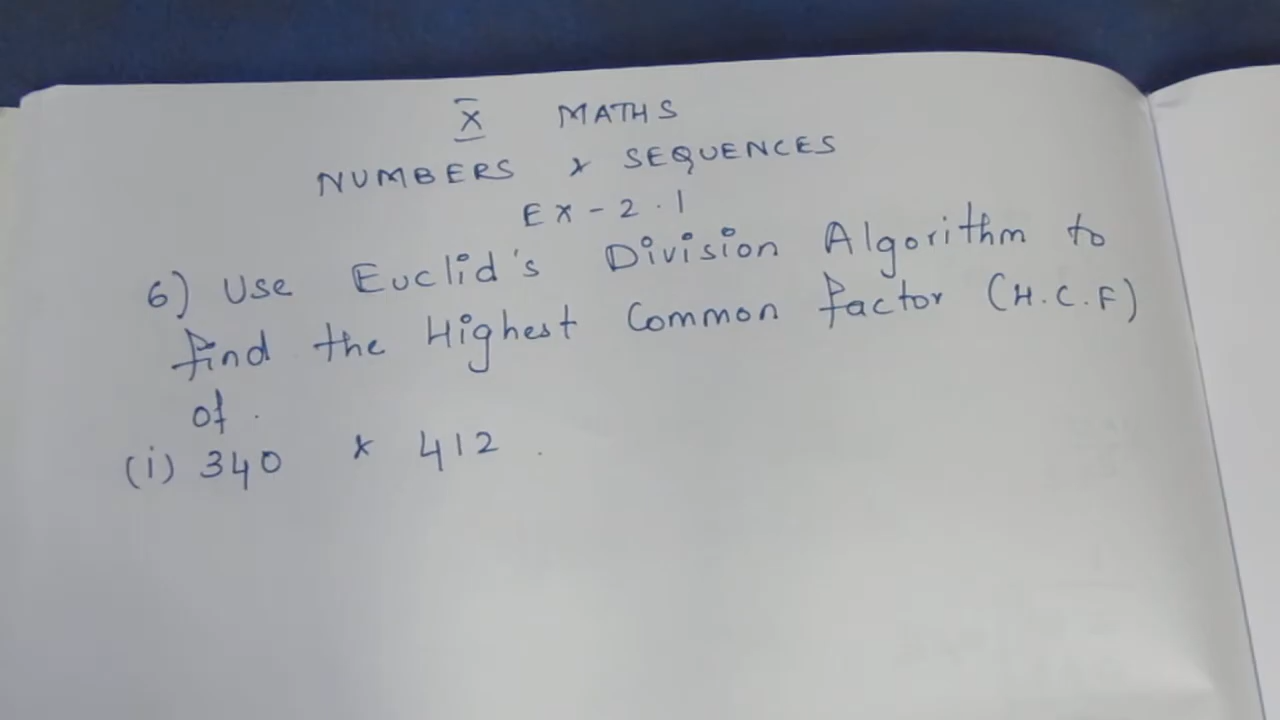 X MATHS
NUMBERS & SEQUENCES
EX-2.1
6) Use Euclid's Division Algorithm to
find the Highest Common factor (H.C.F)
of.
(i) 340 & 412.